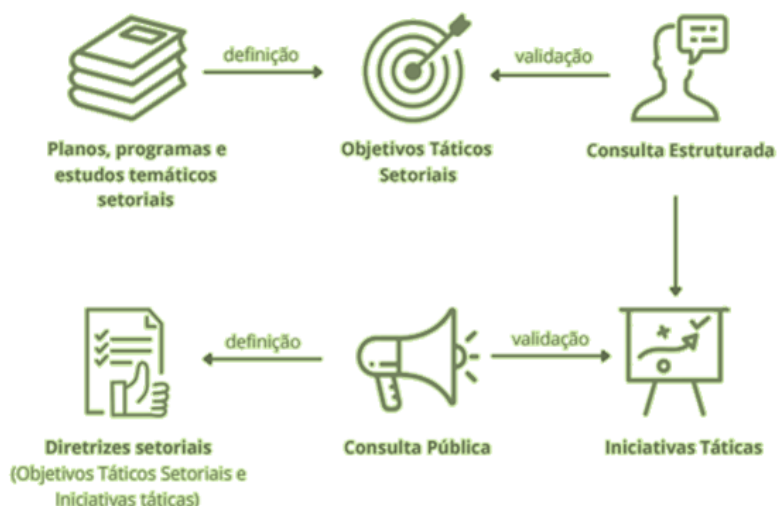 definição
validação
Planos, programas e
estudos temáticos
setoriais
Objetivos Táticos
Setoriais
Consulta Estruturada
definição
validação
Diretrizes setoriais
(Objetivos Táticos Setoriais e
Iniciativas táticas)
Consulta Pública
Iniciativas Táticas